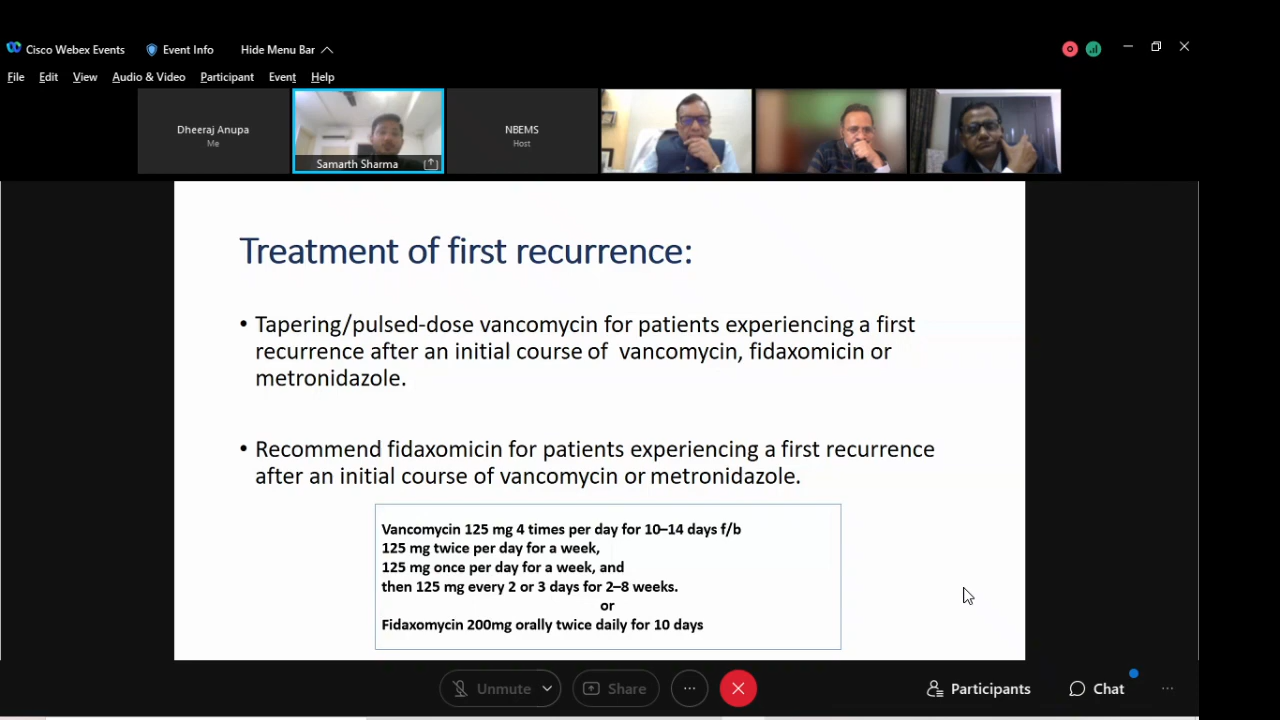 Cisco Webex Events
Event Info
Hide Menu Bar
File Edit View Audio & Video Participant Event Help
Dheeraj Anupa
Me
Samarth Sharma
NBEMS
Host
Treatment of first recurrence:
• Tapering/pulsed-dose vancomycin for patients experiencing a first
recurrence after an initial course of vancomycin, fidaxomicin or
metronidazole.
• Recommend fidaxomicin for patients experiencing a first recurrence
after an initial course of vancomycin or metronidazole.
Vancomycin 125 mg 4 times per day for 10–14 days f/b
125 mg twice per day for a week,
125 mg once per day for a week, and
then 125 mg every 2 or 3 days for 2–8 weeks.
or
Fidaxomycin 200mg orally twice daily for 10 days
Unmute
Share
Participants
Chat